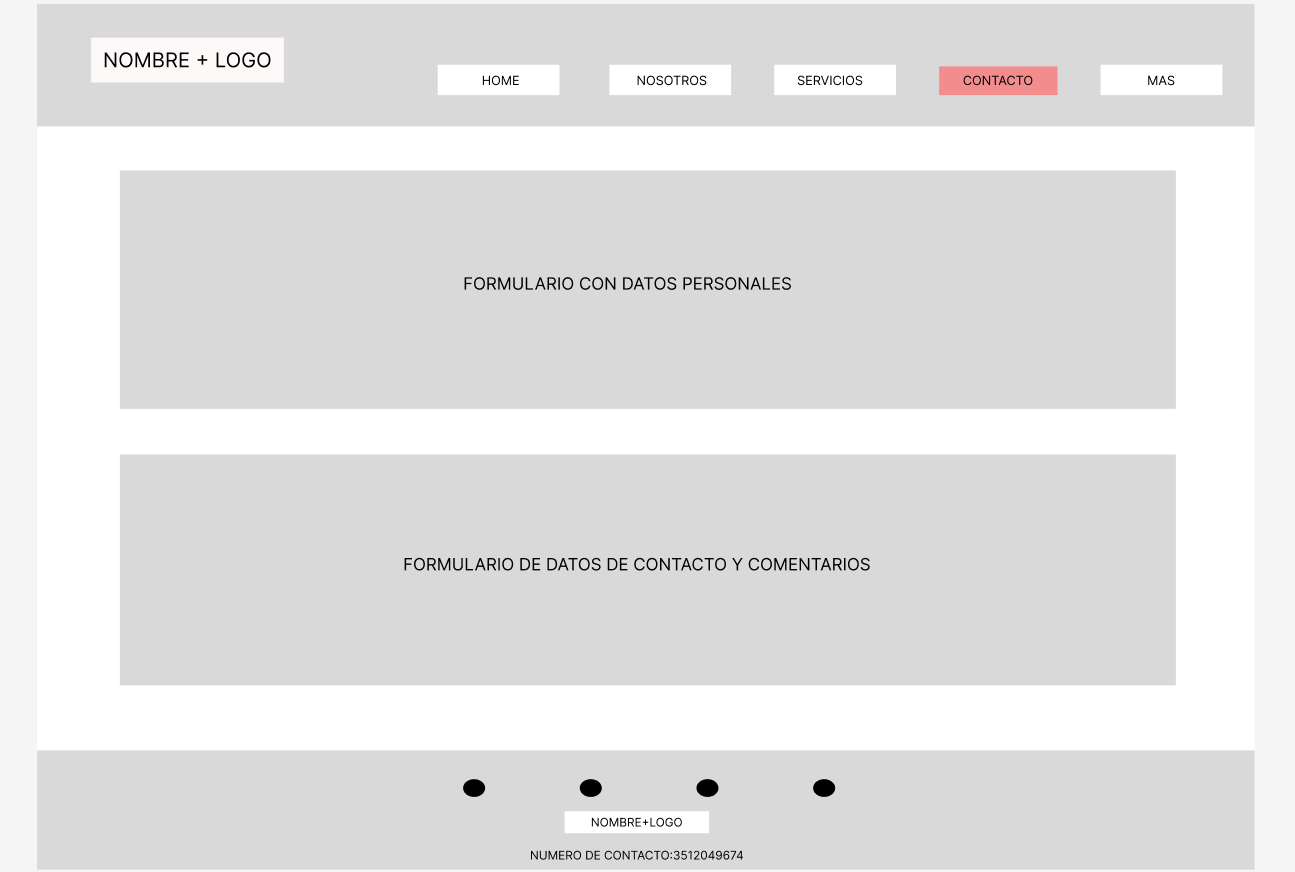 NOMBRE + LOGO
HOME
NOSOTROS
SERVICIOS
CONTACTO
MAS
FORMULARIO CON DATOS PERSONALES
FORMULARIO DE DATOS DE CONTACTO Y COMENTARIOS
NOMBRE+LOGO
NUMERO DE CONTACTO:3512049674